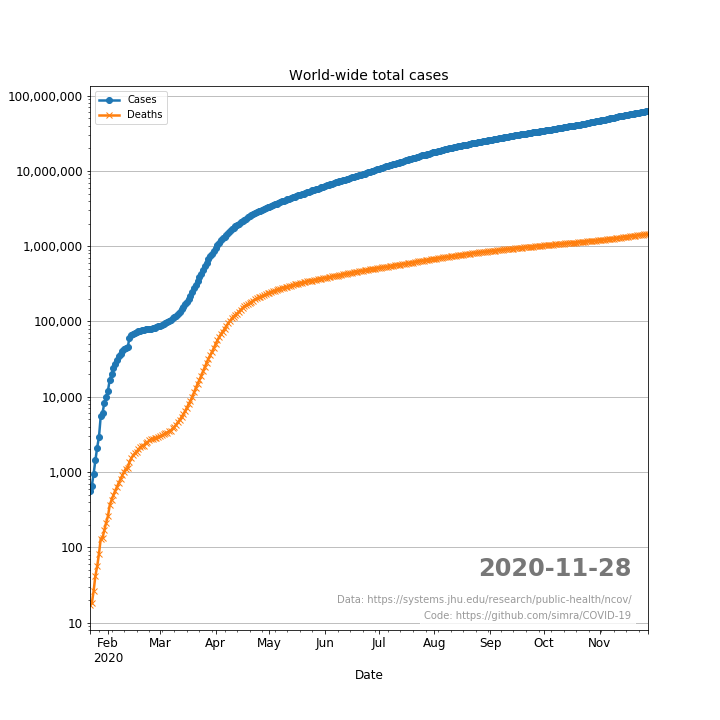 World-wide total cases
100,000,000
10,000,000
1,000,000
100,000
10,000
1,000
100
10
Cases
Deaths
2020-11-28
Data: https://systems.jhu.edu/research/public-health/ncov/
Code: https://github.com/simra/COVID-19
Feb Mar Apr May Jun Jul Aug Sep Oct Nov
2020
Date